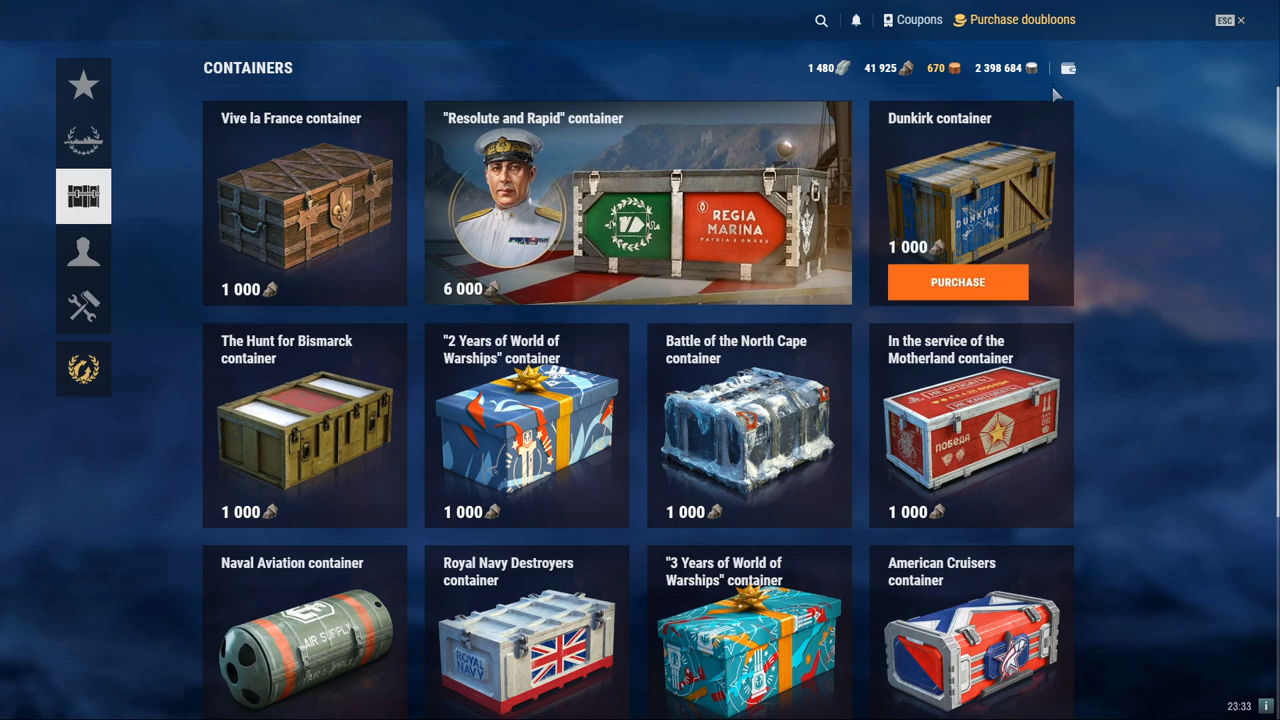 Coupons
Purchase doubloons
ESC
CONTAINERS
1 480
41 925
670
2 398 684
Vive la France container
1 000
"Resolute and Rapid" container
REGIA
MARINA
6 000
Dunkirk container
DUNKIRK
1 000
PURCHASE
The Hunt for Bismarck
container
1 000
"2 Years of World of
Warships" container
1 000
Battle of the North Cape
container
1 000
In the service of the
Motherland container
ПОБЕДА
1 000
Naval Aviation container
AIR SUPPLY
Royal Navy Destroyers
container
ROYAL
NAVY
"3 Years of World of
Warships" container
American Cruisers
container
23:33